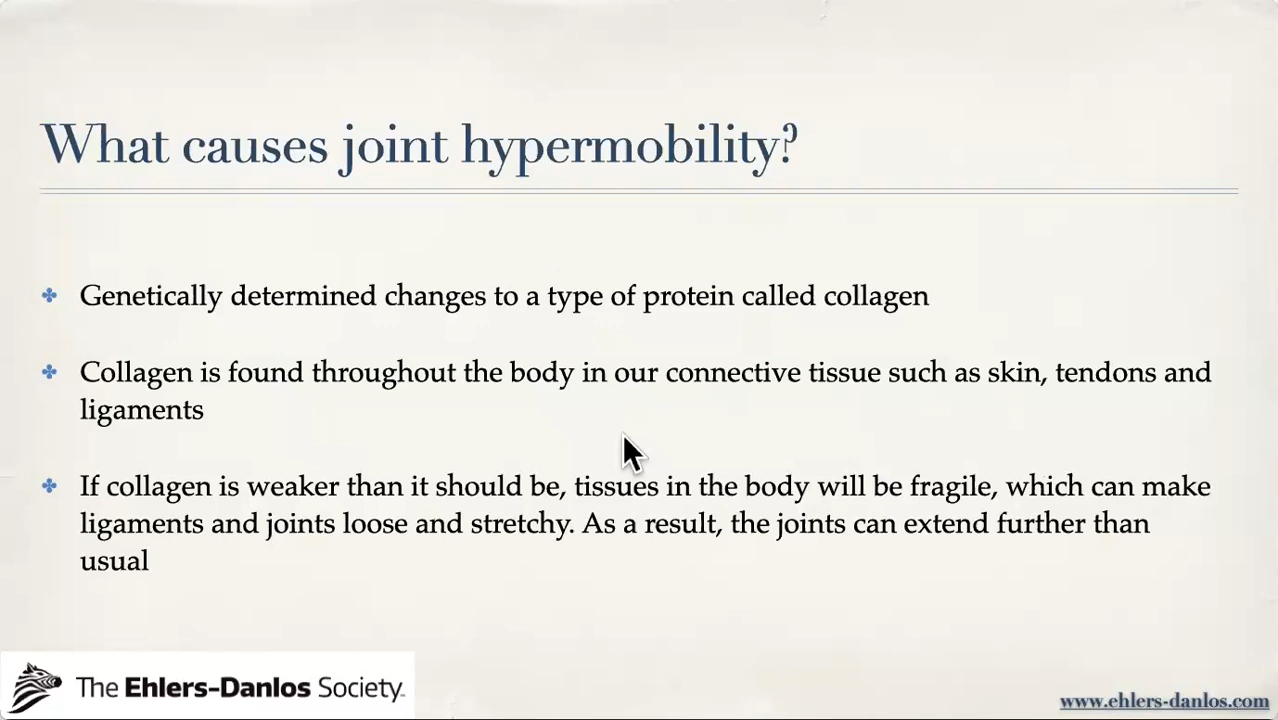 What causes joint hypermobility?
Genetically determined changes to a type of protein called collagen
Collagen is found throughout the body in our connective tissue such as skin, tendons and
ligaments
If collagen is weaker than it should be, tissues in the body will be fragile, which can make
ligaments and joints loose and stretchy. As a result, the joints can extend further than
usual
The Ehlers-Danlos Society.
www.ehlers-danlos.com